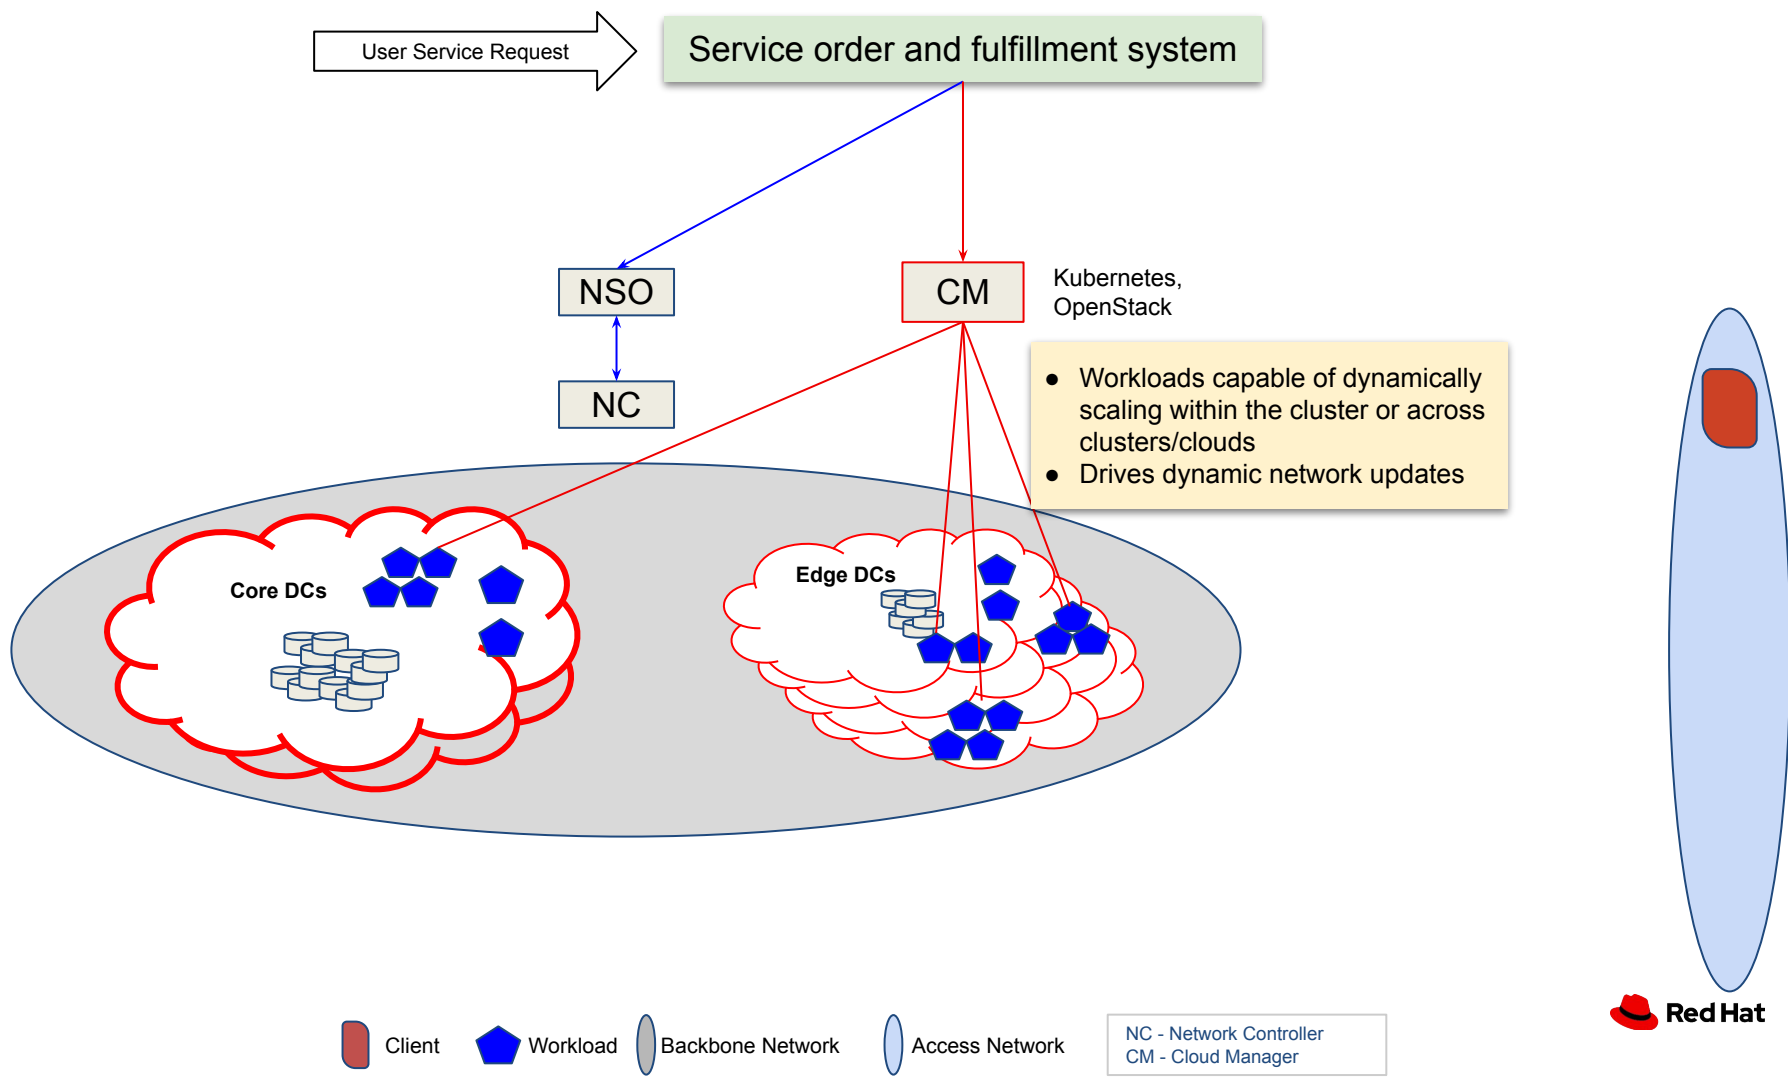 User Service Request
Service order and fulfillment system
NSO
CM
Kubernetes,
OpenStack
NC
● Workloads capable of dynamically
scaling within the cluster or across
clusters/clouds
● Drives dynamic network updates
Core DCs
Edge DCs
Red Hat
Client
Workload
Backbone Network
Access Network
NC - Network Controller
CM - Cloud Manager